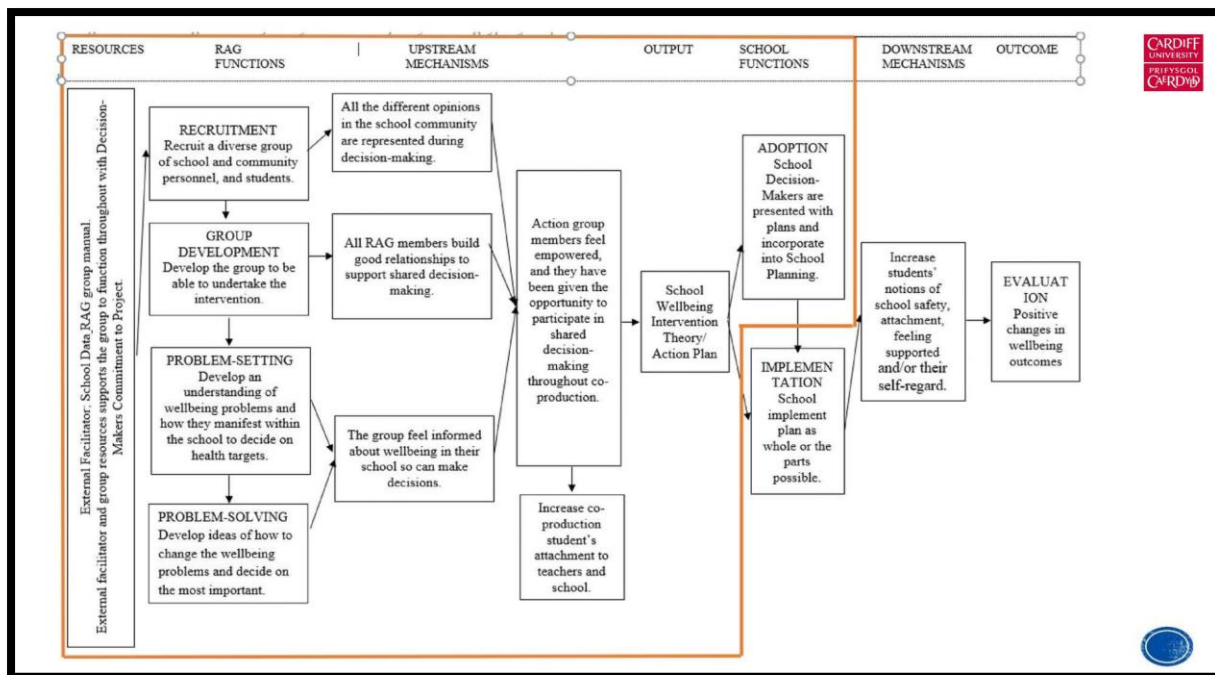 RESOURCES
RAG
FUNCTIONS
UPSTREAM
MECHANISMS
OUTPUT
SCHOOL
FUNCTIONS
DOWNSTREAM
MECHANISMS
OUTCOME
CARDIFF
UNIVERSITY
PRIFYSGOL
CAERDYDD
External Facilitator; School Data RAG group manual.
External facilitator and group resources supports the group to function throughout with Decision-
Makers Commitment to Project.
RECRUITMENT
Recruit a diverse group
of school and community
personnel, and students.
GROUP
DEVELOPMENT
Develop the group to be
able to undertake the
intervention.
PROBLEM-SETTING
Develop an
understanding of
wellbeing problems and
how they manifest within
the school to decide on
health targets.
PROBLEM-SOLVING
Develop ideas of how to
change the wellbeing
problems and decide on
the most important.
All the different opinions
in the school community
are represented during
decision-making.
All RAG members build
good relationships to
support shared decision-
making.
The group feel informed
about wellbeing in their
school so can make
decisions.
Action group
members feel
empowered,
and they have
been given the
opportunity to
participate in
shared
decision-
making
throughout co-
production.
Increase co-
production
student's
attachment to
teachers and
school.
School
Wellbeing
Intervention
Theory/
Action Plan
ADOPTION
School
Decision-
Makers are
presented with
plans and
incorporate
into School
Planning.
IMPLEMEN
TATION
School
implement
plan as
whole or the
parts
possible.
Increase
students'
notions of
school safety,
attachment,
feeling
supported
and/or their
self-regard.
EVALUAT
ION
Positive
changes in
wellbeing
outcomes